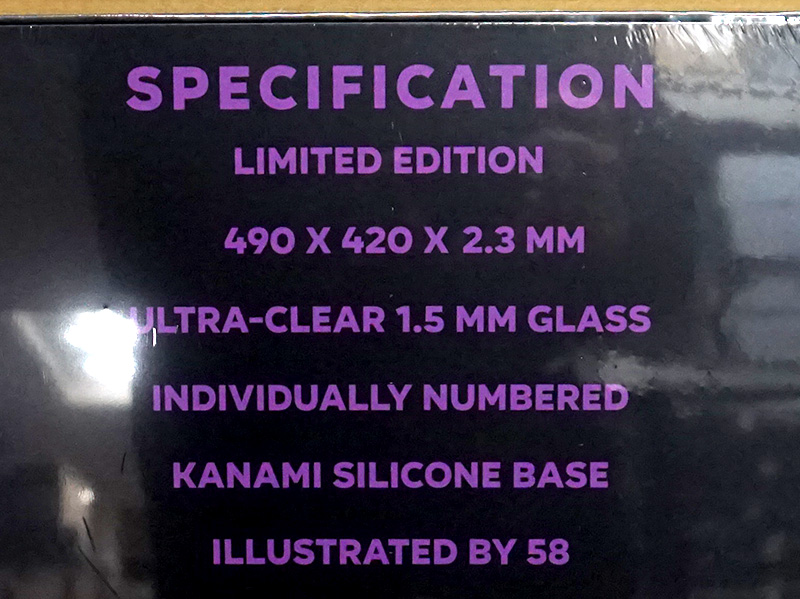 SPECIFICATION
LIMITED EDITION
490 X 420 X 2.3 MM
ULTRA-CLEAR 1.5 MM GLASS
INDIVIDUALLY NUMBERED
KANAMI SILICONE BASE
ILLUSTRATED BY 58